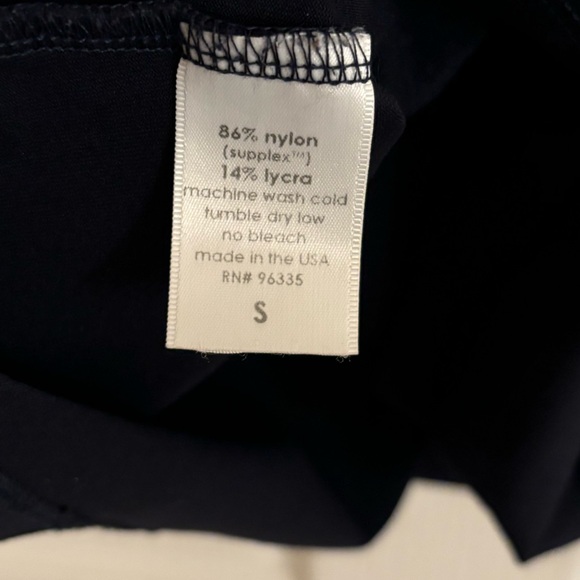 86% nylon
(supplex™)
14% lycra
machine wash cold
tumble dry low
no bleach
made in the USA
RN# 96335
S